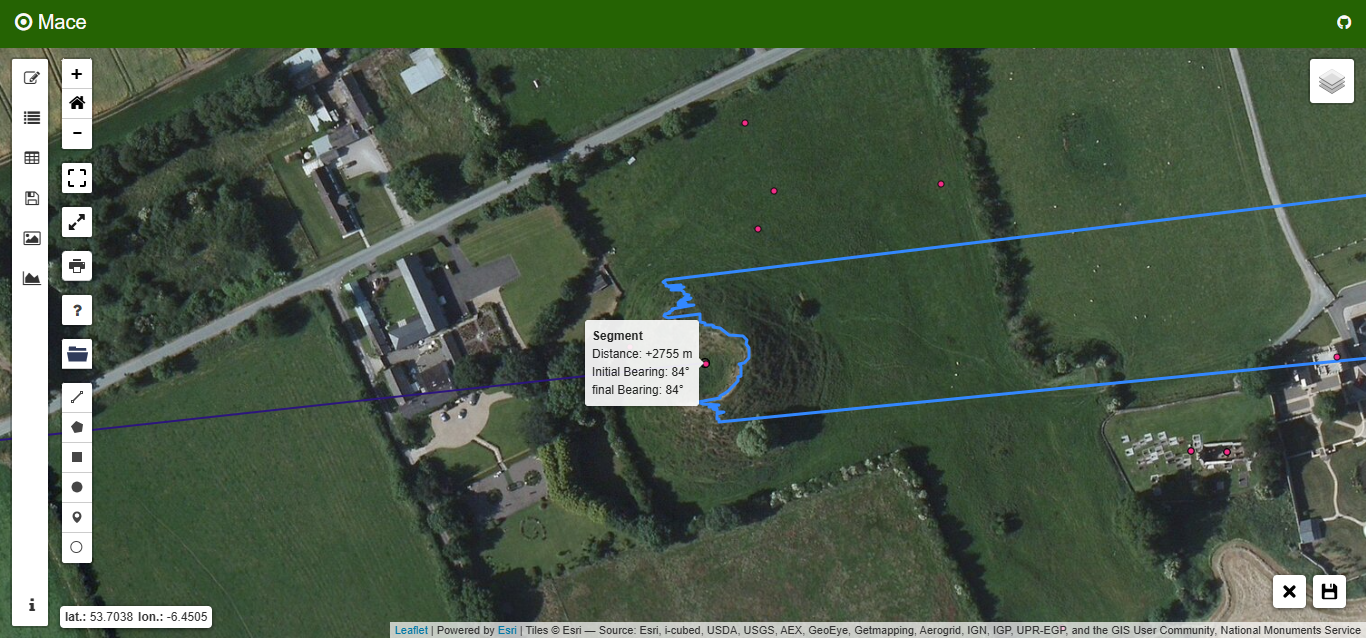 Mace
+
−
?
Segment
Distance: +2755 m
Initial Bearing: 84°
final Bearing: 84°
i
lat.: 53.7038 lon.: -6.4505
Leaflet | Powered by Esri | Tiles © Esri — Source: Esri, i-cubed, USDA, USGS, AEX, GeoEye, Getmapping, Aerogrid, IGN, IGP, UPR-EGP, and the GIS User Community, National Monuments Service